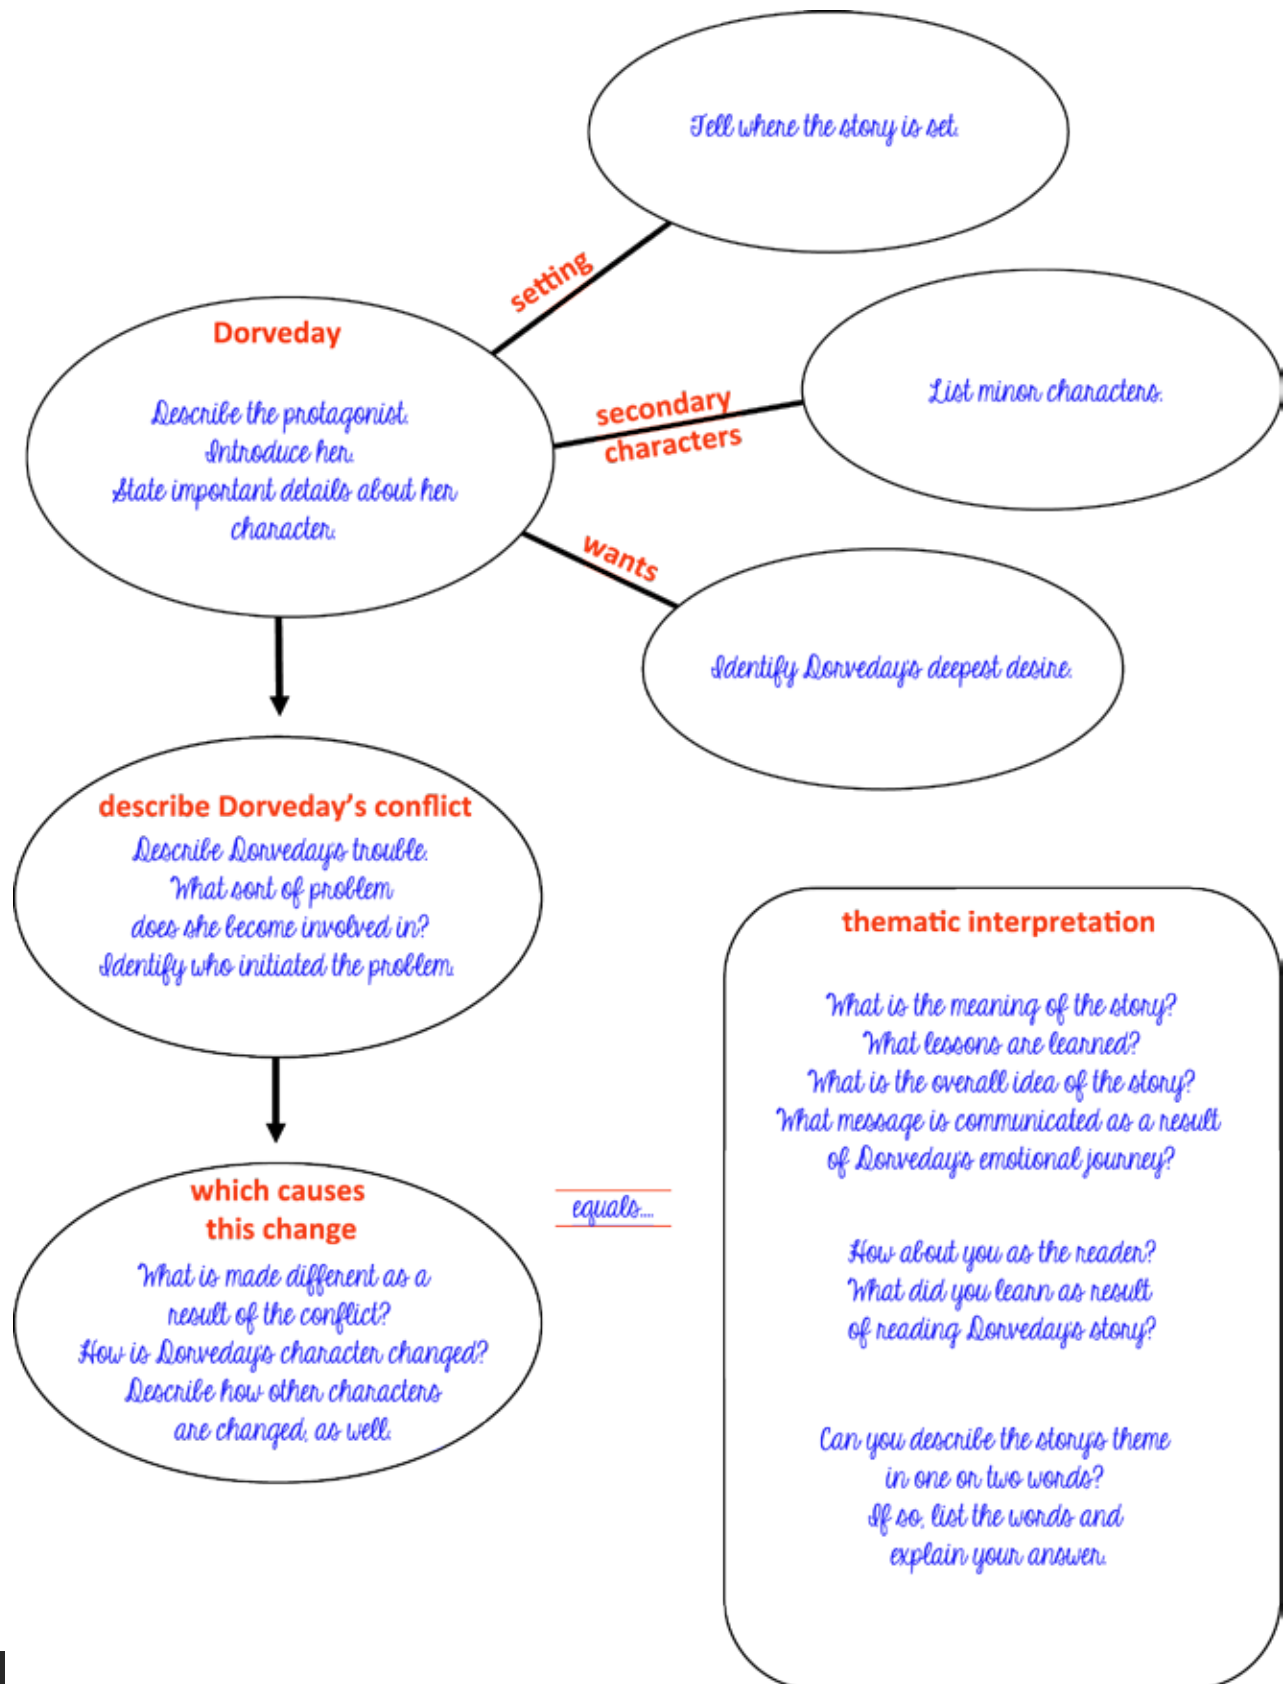 Tell where the story is set.
setting
Dorveday
Describe the protagonist.
Introduce her.
State important details about her
character.
secondary
characters
List minor characters.
wants
Identify Dorveday's deepest desire.
describe Dorveday's conflict
Describe Dorveday's trouble.
What sort of problem
does she become involved in?
Identify who initiated the problem.
which causes
this change
What is made different as a
result of the conflict?
How is Dorveday's character changed?
Describe how other characters
are changed, as well.
equals....
thematic interpretation
What is the meaning of the story?
What lessons are learned?
What is the overall idea of the story?
What message is communicated as a result
of Dorveday's emotional journey?
How about you as the reader?
What did you learn as result
of reading Dorveday's story?
Can you describe the story's theme
in one or two words?
If so, list the words and
explain your answer.